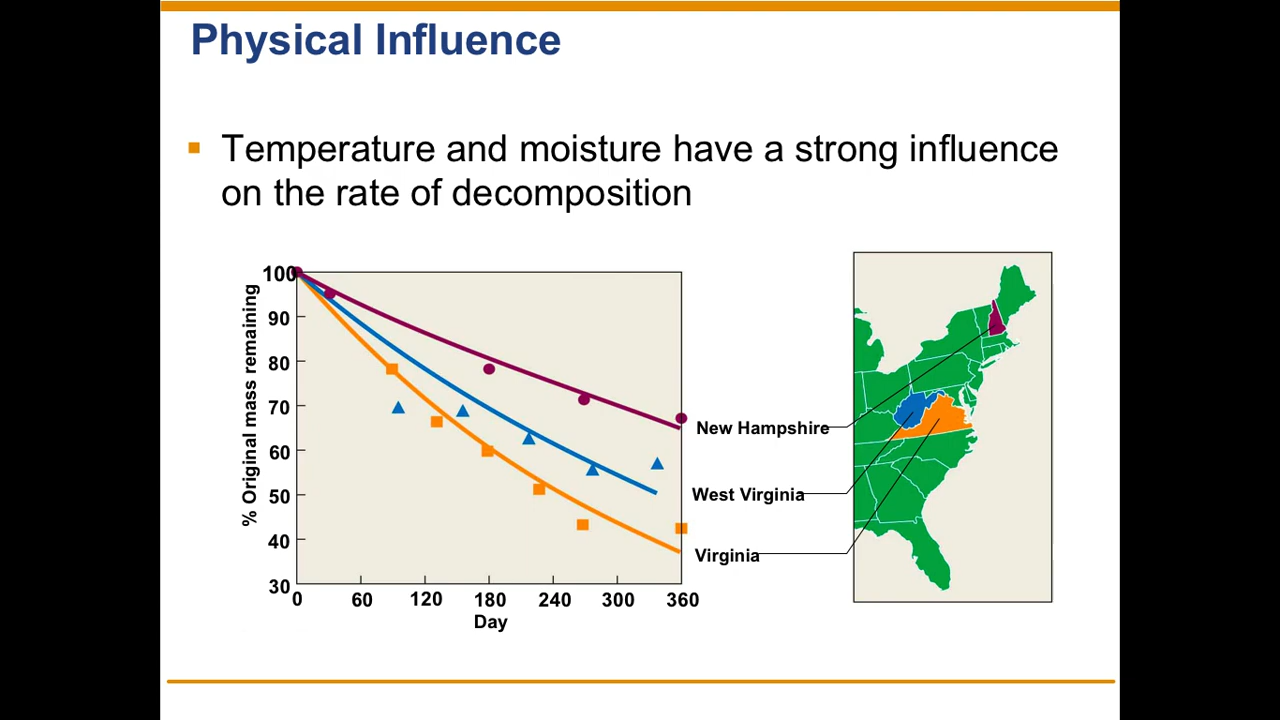 Physical Influence
Temperature and moisture have a strong influence
on the rate of decomposition
% Original mass remaining
100
90
80
70
60
50
40
30
0 60 120 180 240 300 360
Day
New Hampshire
West Virginia
Virginia